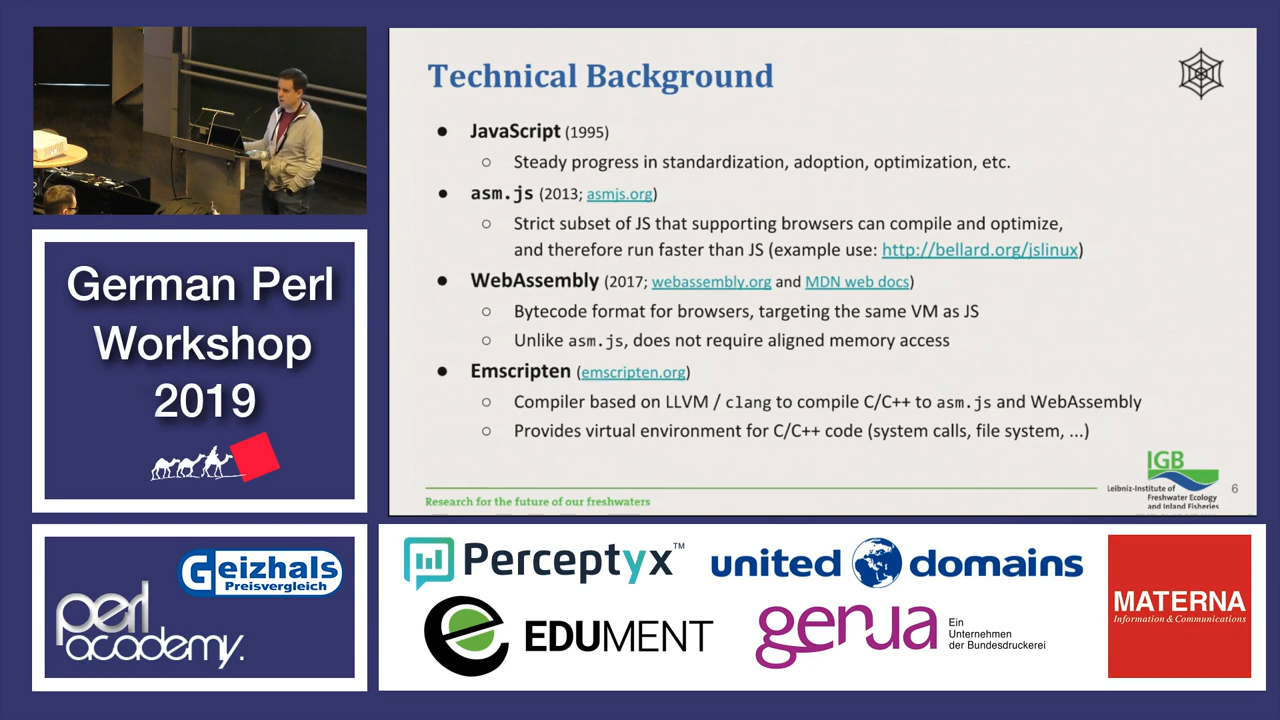 Technical Background
● JavaScript (1995)
○ Steady progress in standardization, adoption, optimization, etc.
● asm.js (2013; asmjs.org)
○ Strict subset of JS that supporting browsers can compile and optimize,
and therefore run faster than JS (example use: http://bellard.org/jslinux)
● WebAssembly (2017; webassembly.org and MDN web docs)
○ Bytecode format for browsers, targeting the same VM as JS
○ Unlike asm.js, does not require aligned memory access
● Emscripten (emscripten.org)
○ Compiler based on LLVM / clang to compile C/C++ to asm.js and WebAssembly
○ Provides virtual environment for C/C++ code (system calls, file system, ...)
Research for the future of our freshwaters
IGB
Leibniz-Institute of
Freshwater Ecology
and Inland Fisheries
6
German Perl
Workshop
2019
Geizhals
Preisvergleich
perl
academy.
Perceptyx™
united domains
EDUMENT
genua
Ein
Unternehmen
der Bundesdruckerei
MATERNA
Information & Communications